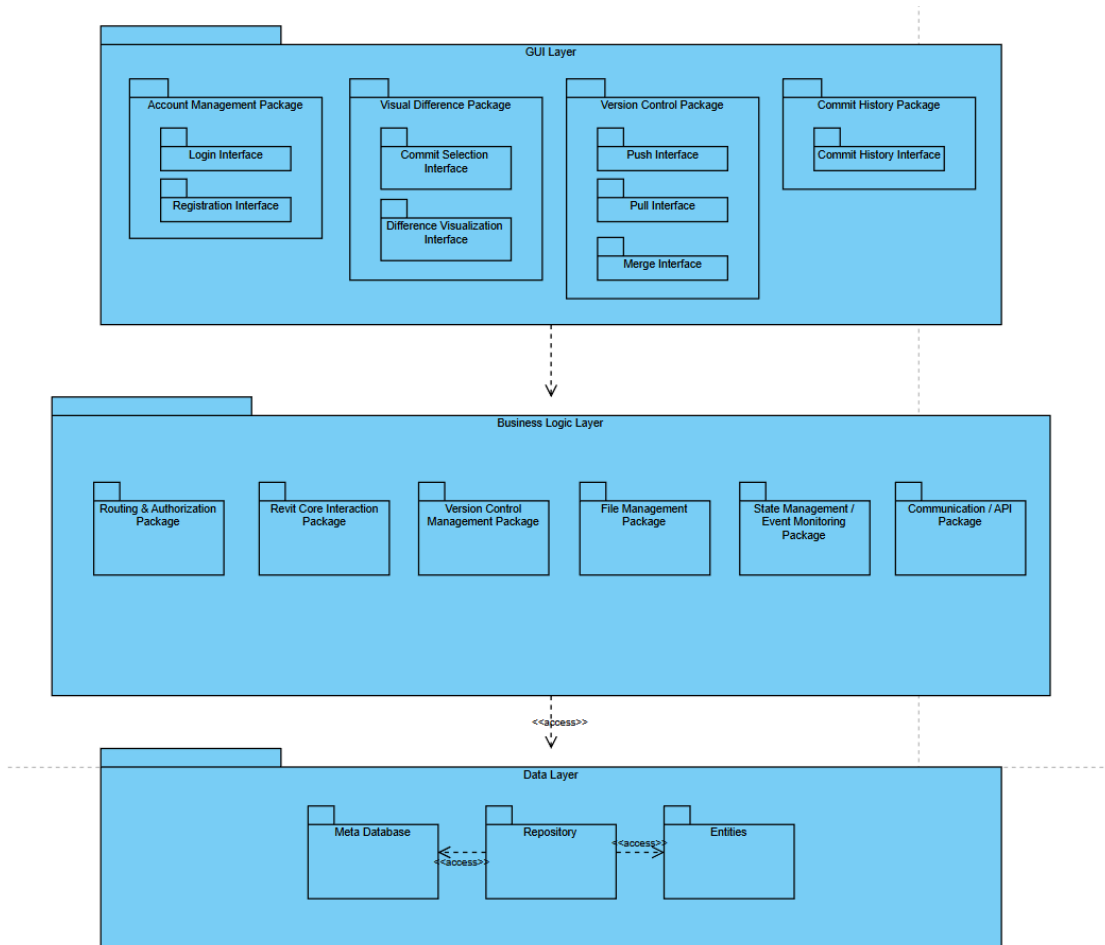 GUI Layer
Account Management Package
Login Interface
Registration Interface
Visual Difference Package
Commit Selection
Interface
Difference Visualization
Interface
Version Control Package
Push Interface
Pull Interface
Merge Interface
Commit History Package
Commit History Interface
Business Logic Layer
Routing & Authorization
Package
Revit Core Interaction
Package
Version Control
Management Package
File Management
Package
State Management /
Event Monitoring
Package
Communication / API
Package
<<access>>
Data Layer
Meta Database
<<access>>
Repository
<<access>>
Entities